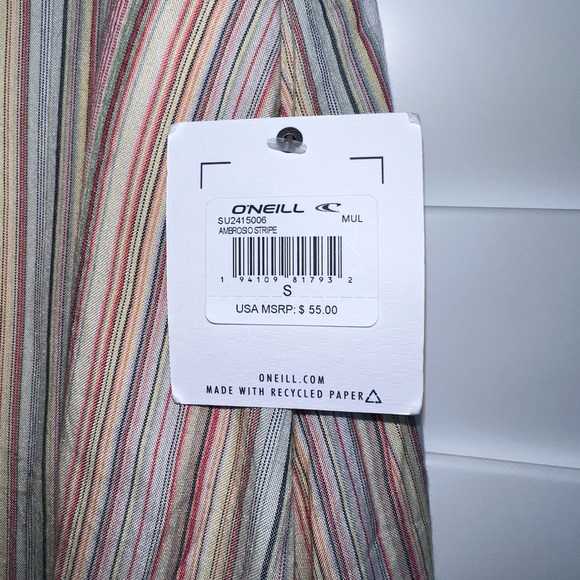 O'NEILL
SU2415006 MUL
AMBROSIO STRIPE
1 94109 81793 2
S
USA MSRP: $ 55.00
ONEILL.COM
MADE WITH RECYCLED PAPER